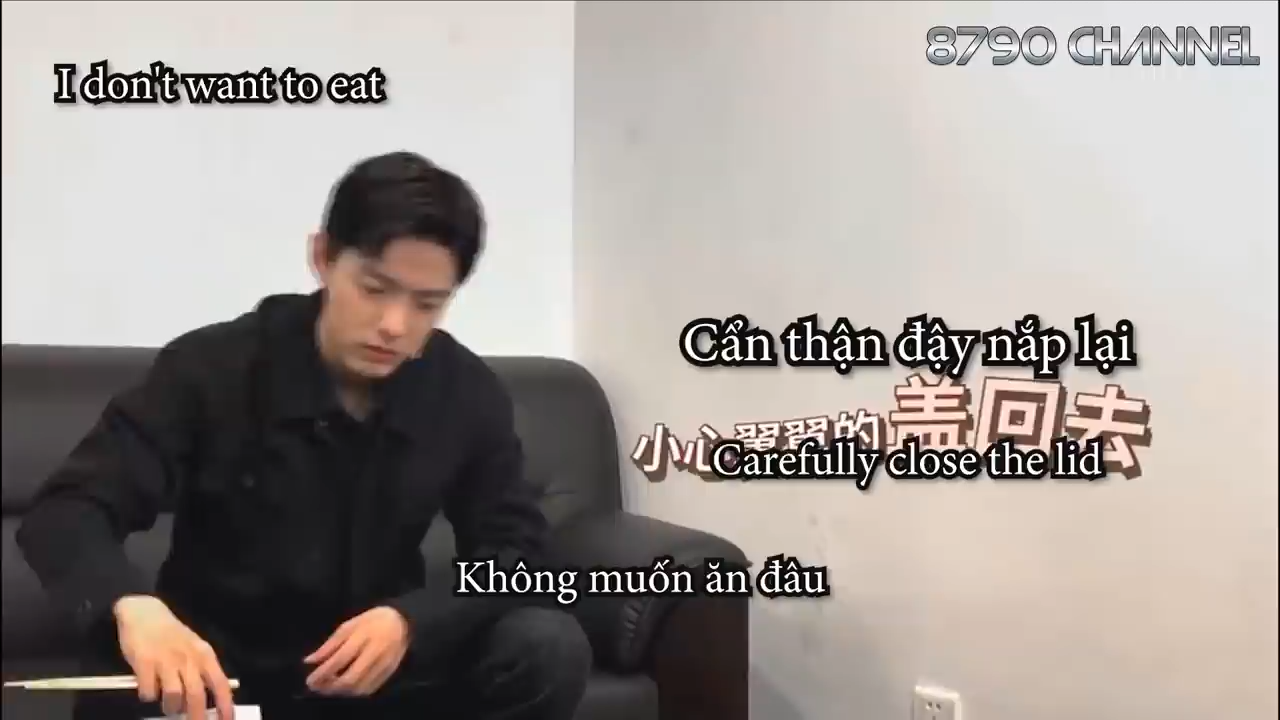 8790 CHANNEL
I don't want to eat
Cẩn thận đậy nắp lại
小心翼翼的盖回去
Carefully close the lid
Không muốn ăn đâu